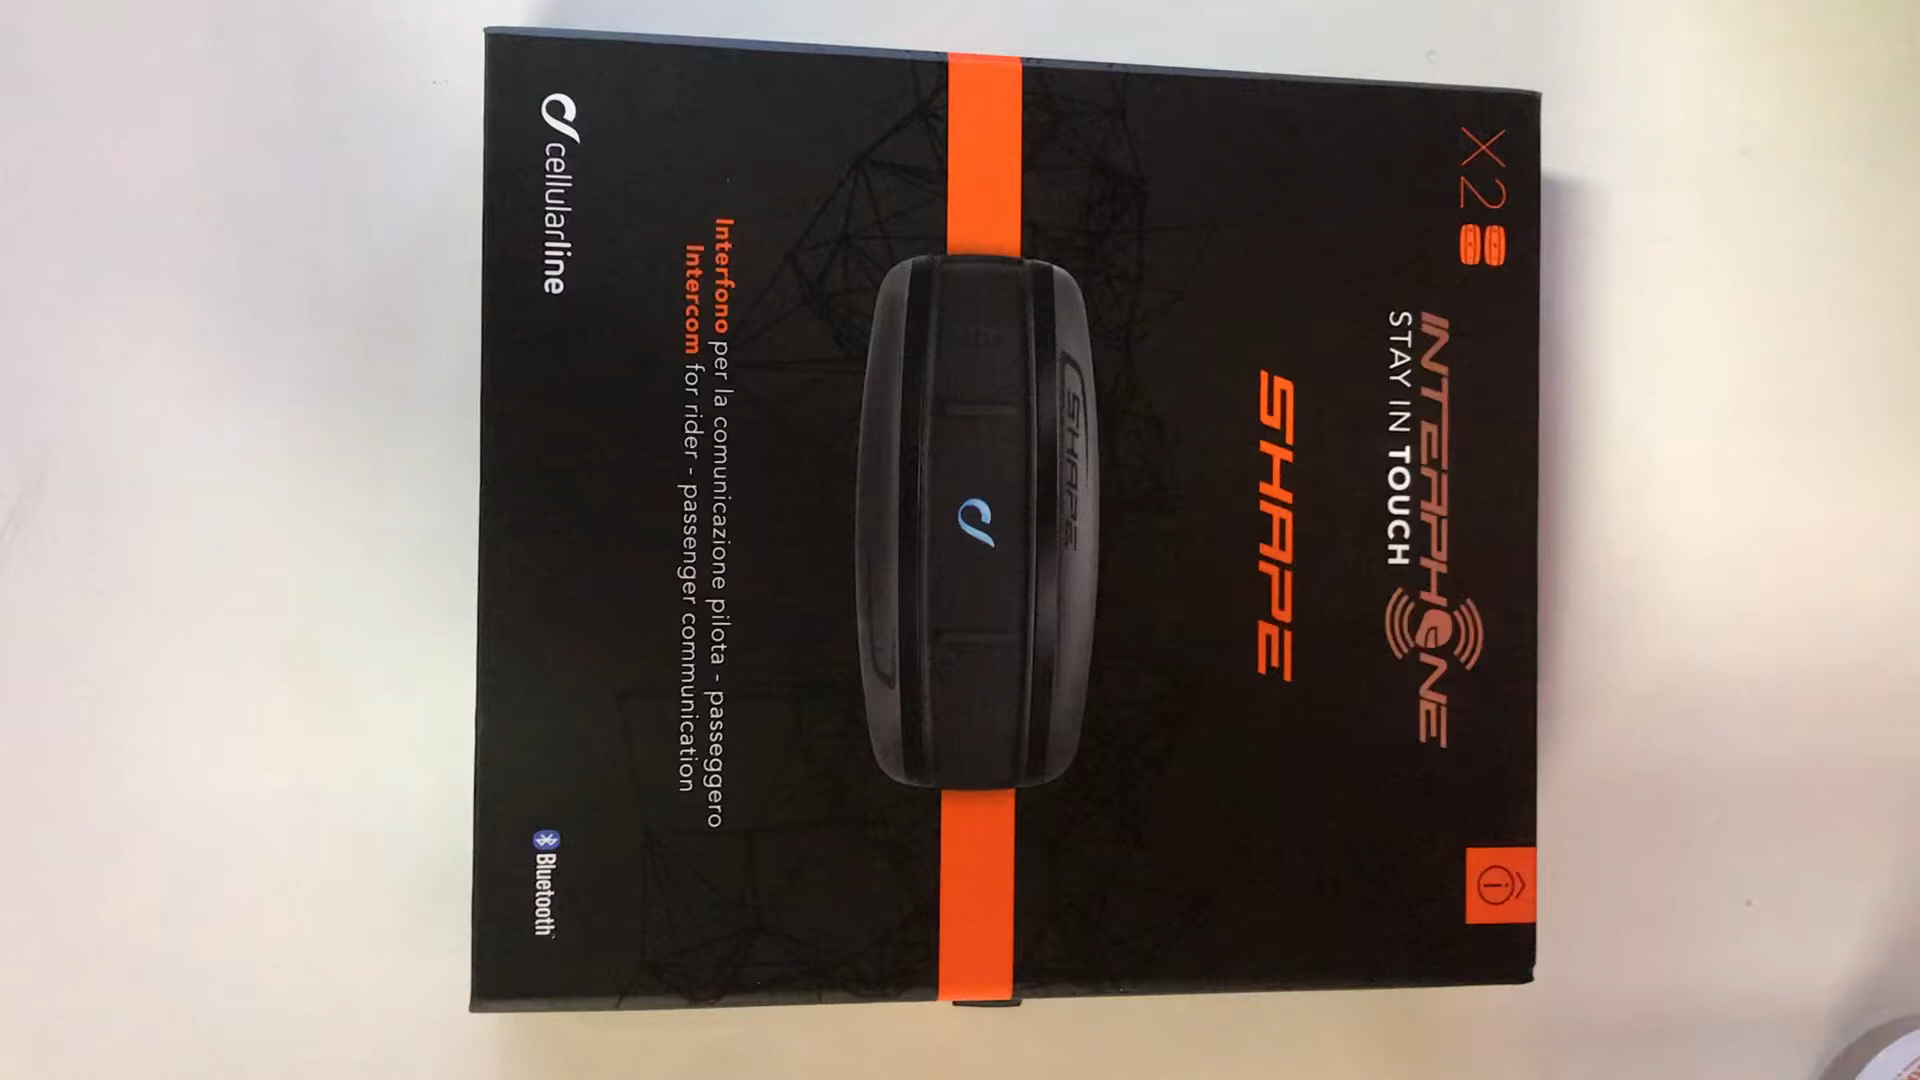 X2
INTERPHONE
STAY IN TOUCH
SHAPE
SHAPE
Interfono per la comunicazione pilota - passeggero
Intercom for rider - passenger communication
cellularline
Bluetooth